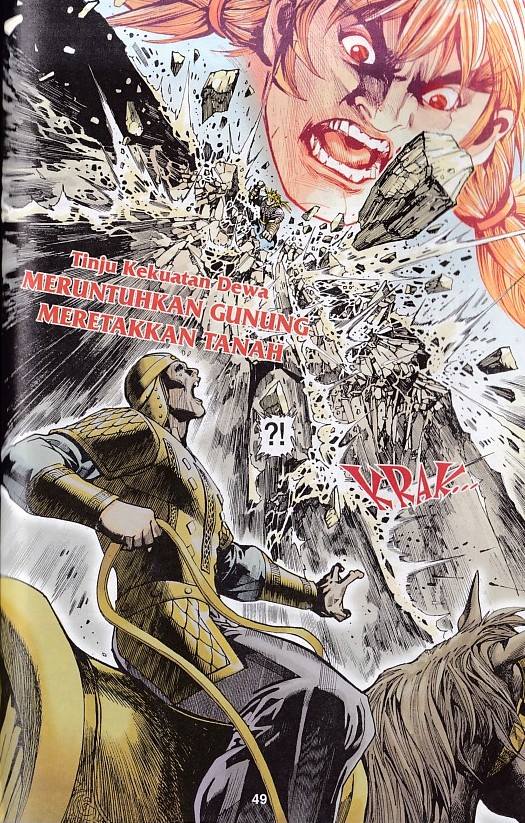 Tinju Kekuatan Dewa
MERUNTUHKAN GUNUNG
MERETAKKAN TANAH
?!
KRAK...
49